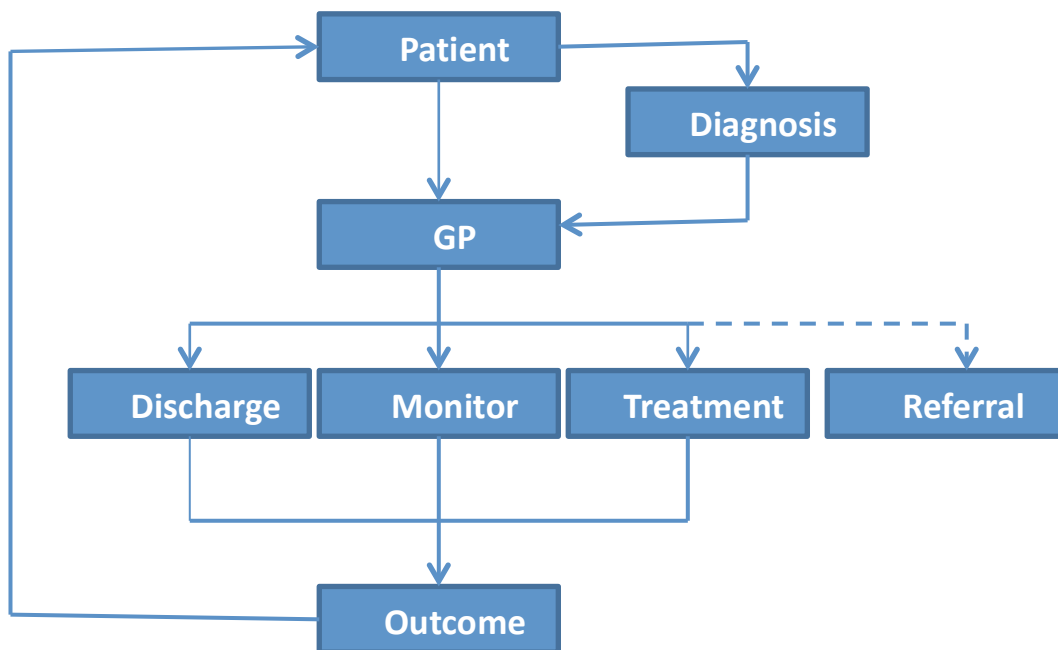 Patient
Diagnosis
GP
Discharge
Monitor
Treatment
Referral
Outcome